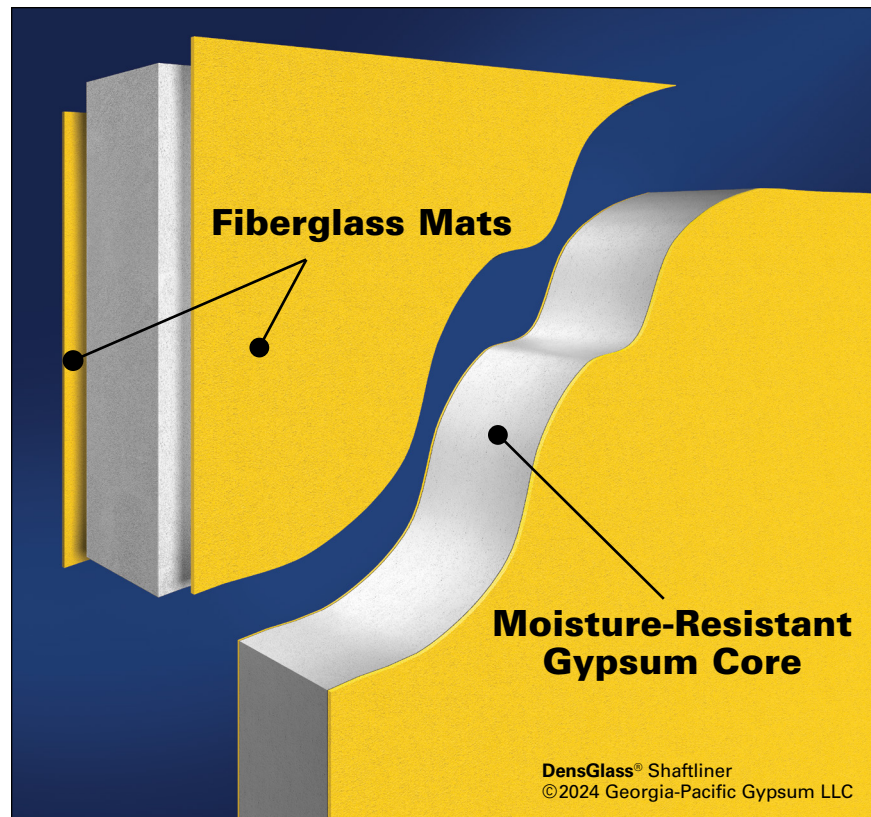 Fiberglass Mats
Moisture-Resistant
Gypsum Core
DensGlass® Shaftliner
©2024 Georgia-Pacific Gypsum LLC